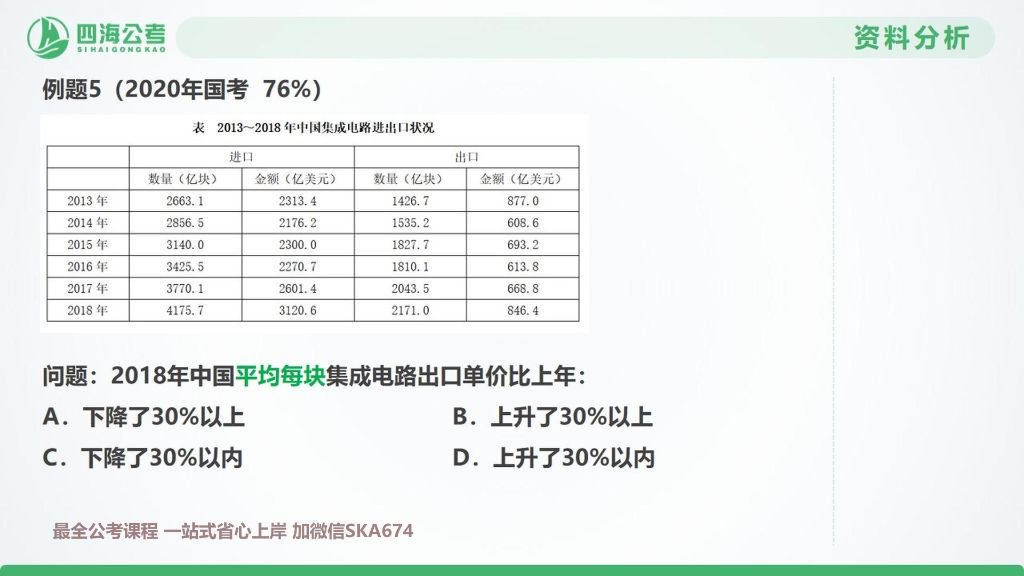 四海公考
SIHAIGONGKAO
资料分析
例题5（2020年国考 76%）
表 2013～2018年中国集成电路进出口状况
进口 出口
数量（亿块） 金额（亿美元） 数量（亿块） 金额（亿美元）
2013年 2663.1 2313.4 1426.7 877.0
2014年 2856.5 2176.2 1535.2 608.6
2015年 3140.0 2300.0 1827.7 693.2
2016年 3425.5 2270.7 1810.1 613.8
2017年 3770.1 2601.4 2043.5 668.8
2018年 4175.7 3120.6 2171.0 846.4
问题：2018年中国平均每块集成电路出口单价比上年：
A．下降了30%以上 B．上升了30%以上
C．下降了30%以内 D．上升了30%以内
最全公考课程 一站式省心上岸 加微信SKA674